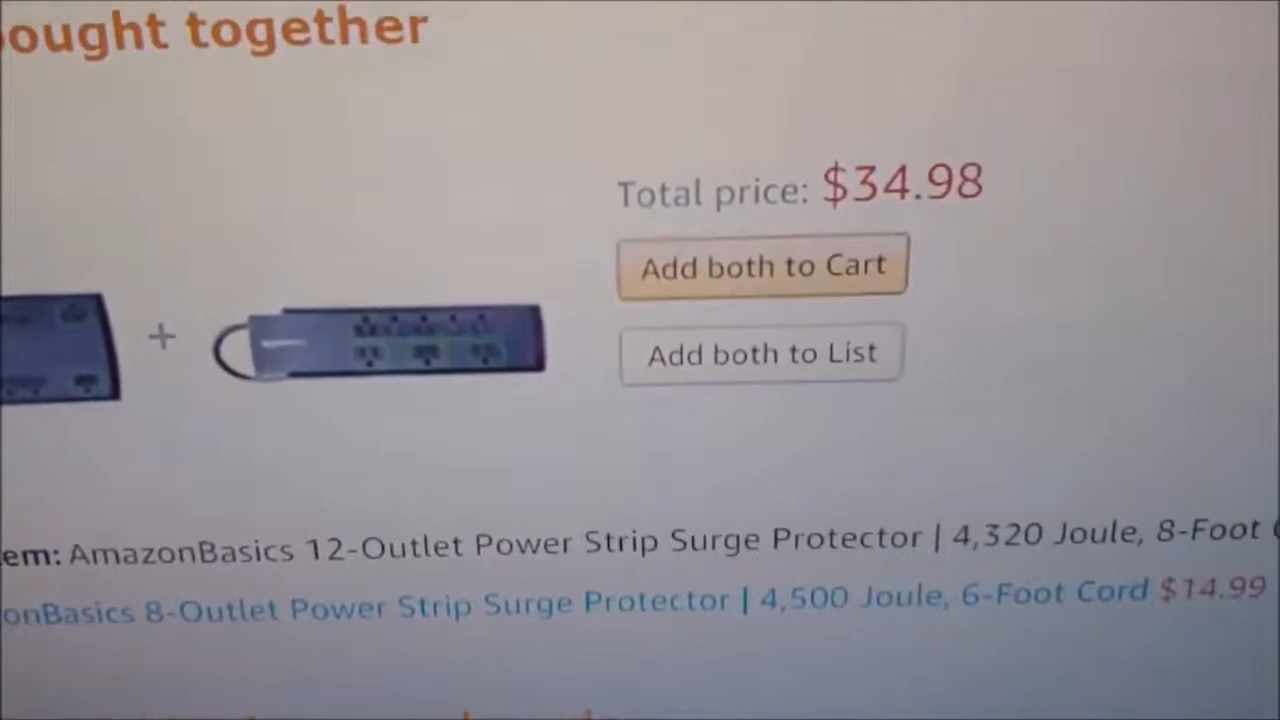 ought together
Total price: $34.98
Add both to Cart
+
Add both to List
em: AmazonBasics 12-Outlet Power Strip Surge Protector | 4,320 Joule, 8-Foot
onBasics 8-Outlet Power Strip Surge Protector | 4,500 Joule, 6-Foot Cord $14.99